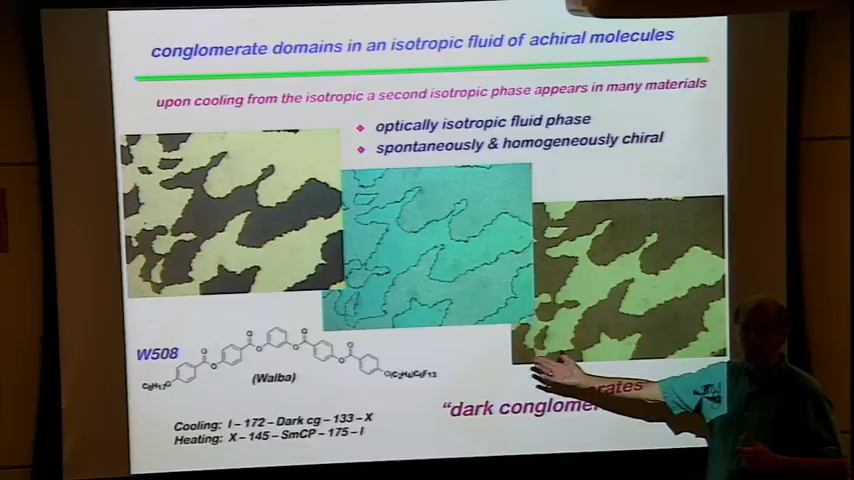 conglomerate domains in an isotropic fluid of achiral molecules
upon cooling from the isotropic a second isotropic phase appears in many materials
optically isotropic fluid phase
spontaneously & homogeneously chiral
W508
(Walba)
Cooling: I – 172 – Dark cg – 133 – X
Heating: X – 145 – SmCP – 175 – I
"dark